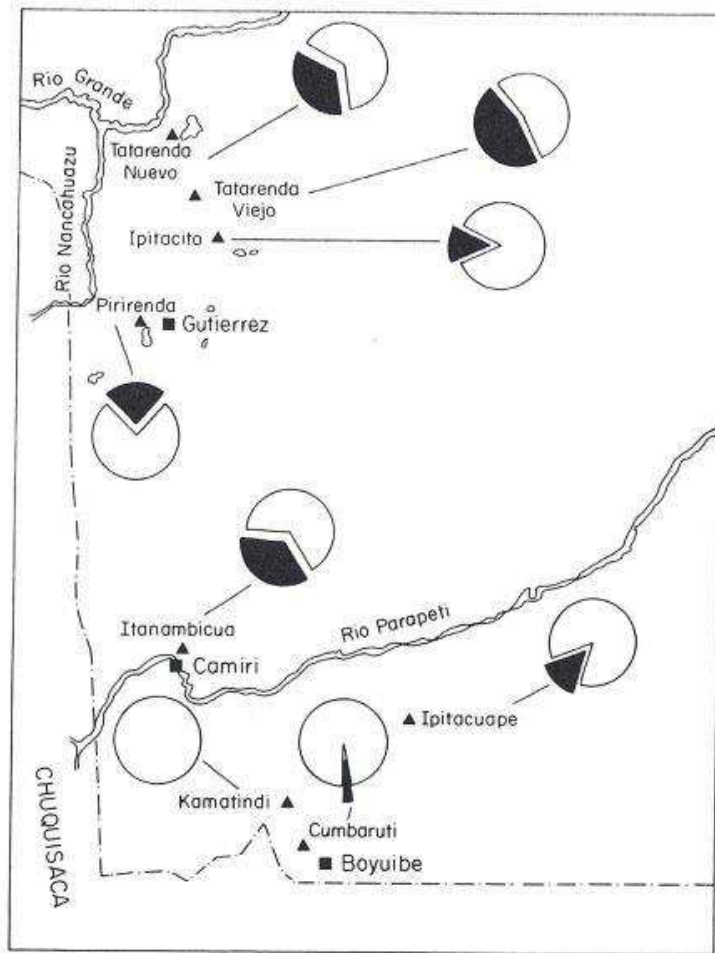 Rio Grande
Tatarenda
Nuevo
Tatarenda
Viejo
Rio Nancahuazu
Ipitacito
Pirirenda
Gutierrez
Itanambicua
Rio Parapeti
Camiri
Ipitacuape
CHUQUISACA
Kamatindi
Cumbaruti
Boyuibe